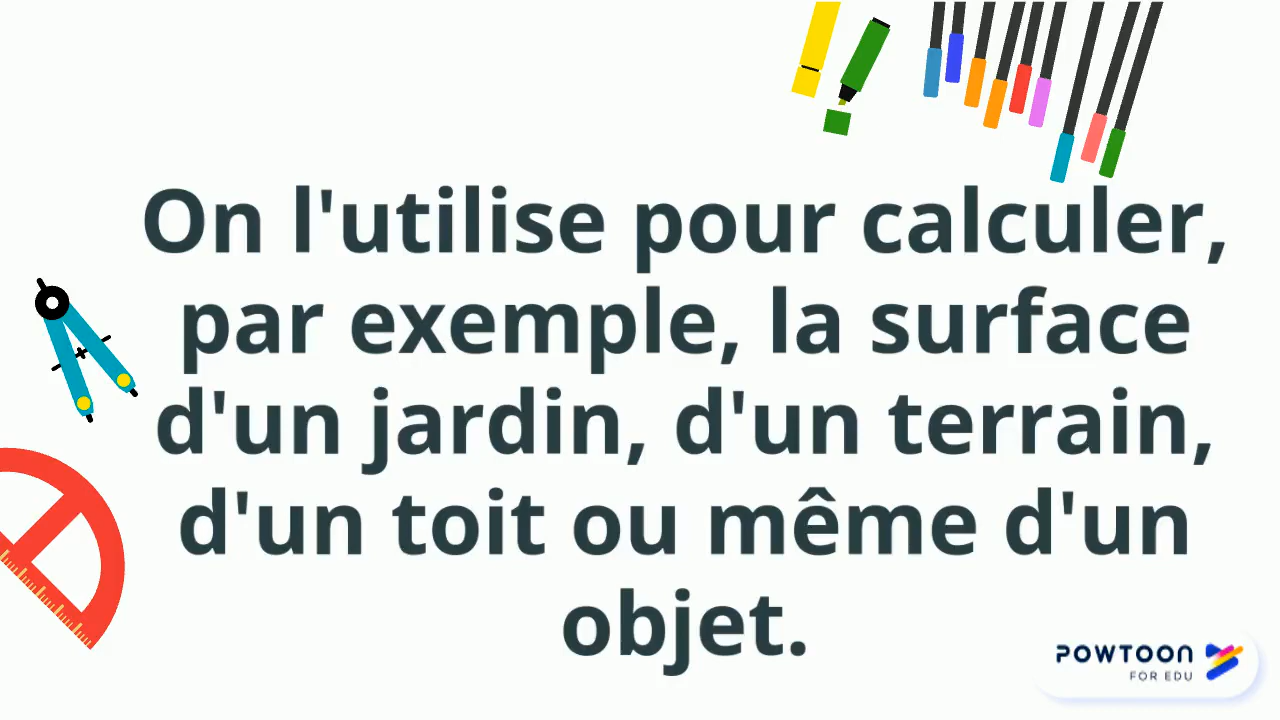 On l'utilise pour calculer,
par exemple, la surface
d'un jardin, d'un terrain,
d'un toit ou même d'un
objet.
POWTOON
FOR EDU